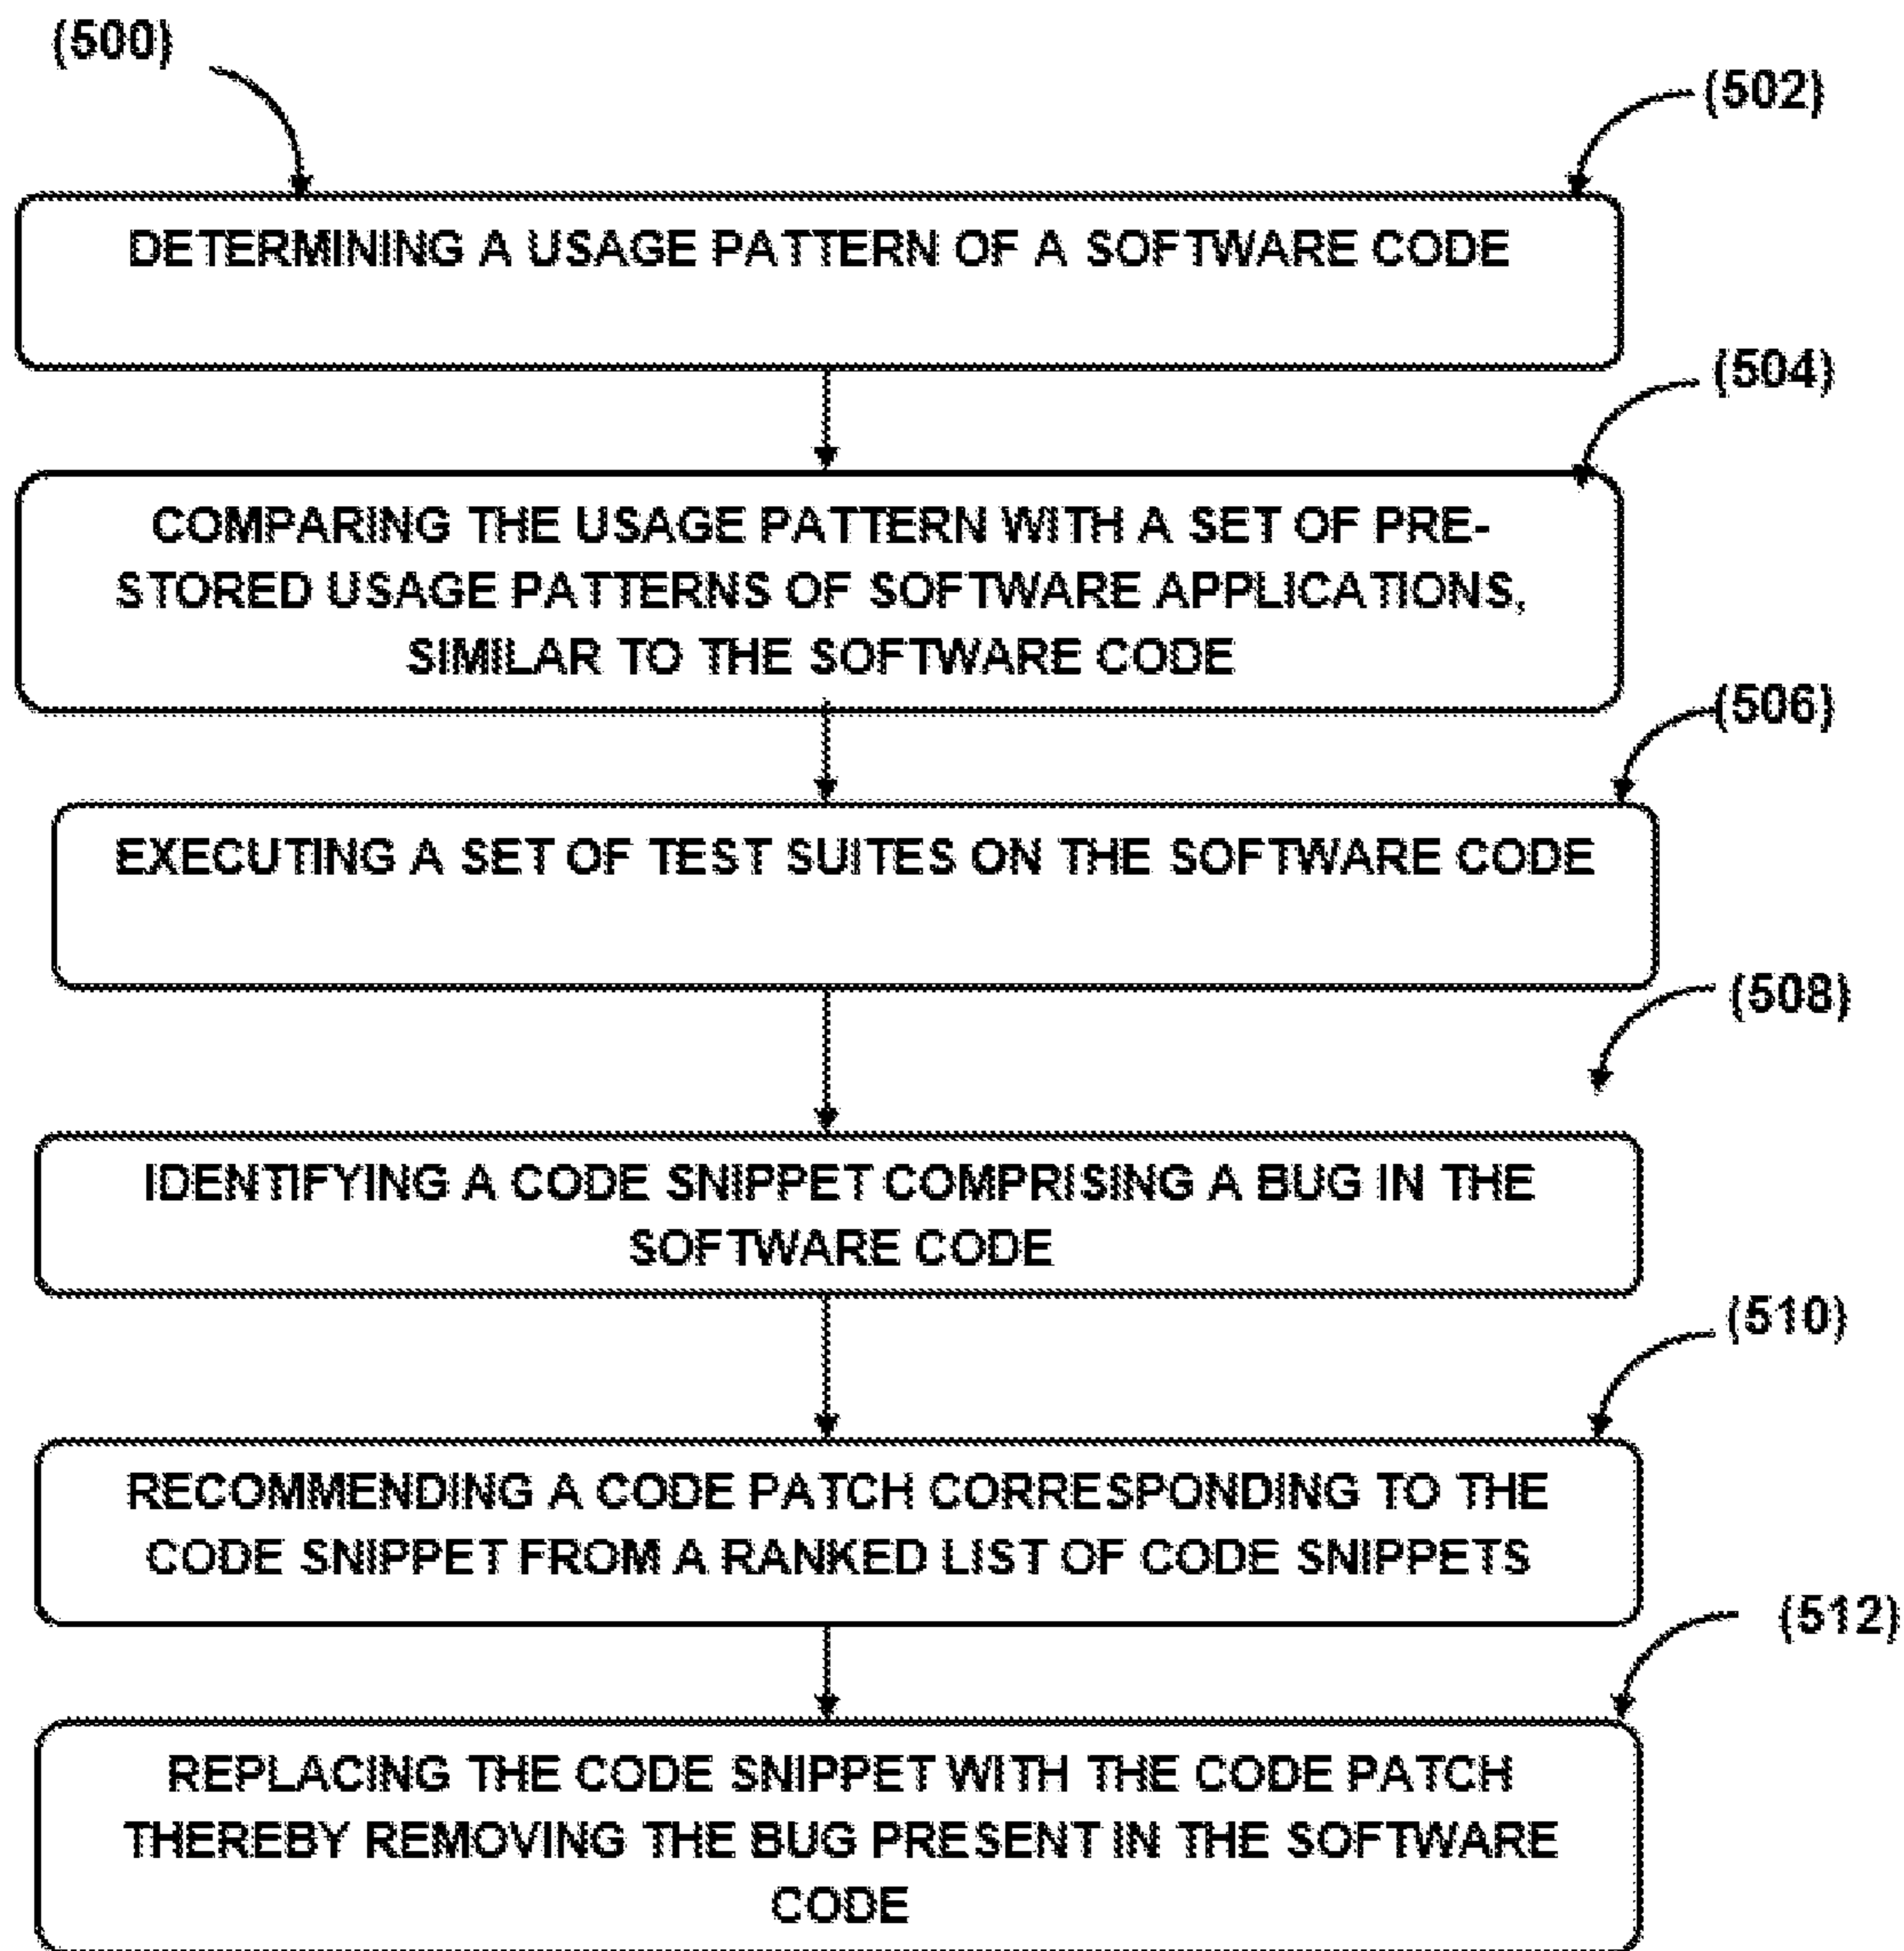 (500)
(502)
DETERMINING A USAGE PATTERN OF A SOFTWARE CODE
(504)
COMPARING THE USAGE PATTERN WITH A SET OF PRE-
STORED USAGE PATTERNS OF SOFTWARE APPLICATIONS,
SIMILAR TO THE SOFTWARE CODE
(506)
EXECUTING A SET OF TEST SUITES ON THE SOFTWARE CODE
(508)
IDENTIFYING A CODE SNIPPET COMPRISING A BUG IN THE
SOFTWARE CODE
(510)
RECOMMENDING A CODE PATCH CORRESPONDING TO THE
CODE SNIPPET FROM A RANKED LIST OF CODE SNIPPETS
(512)
REPLACING THE CODE SNIPPET WITH THE CODE PATCH
THEREBY REMOVING THE BUG PRESENT IN THE SOFTWARE
CODE